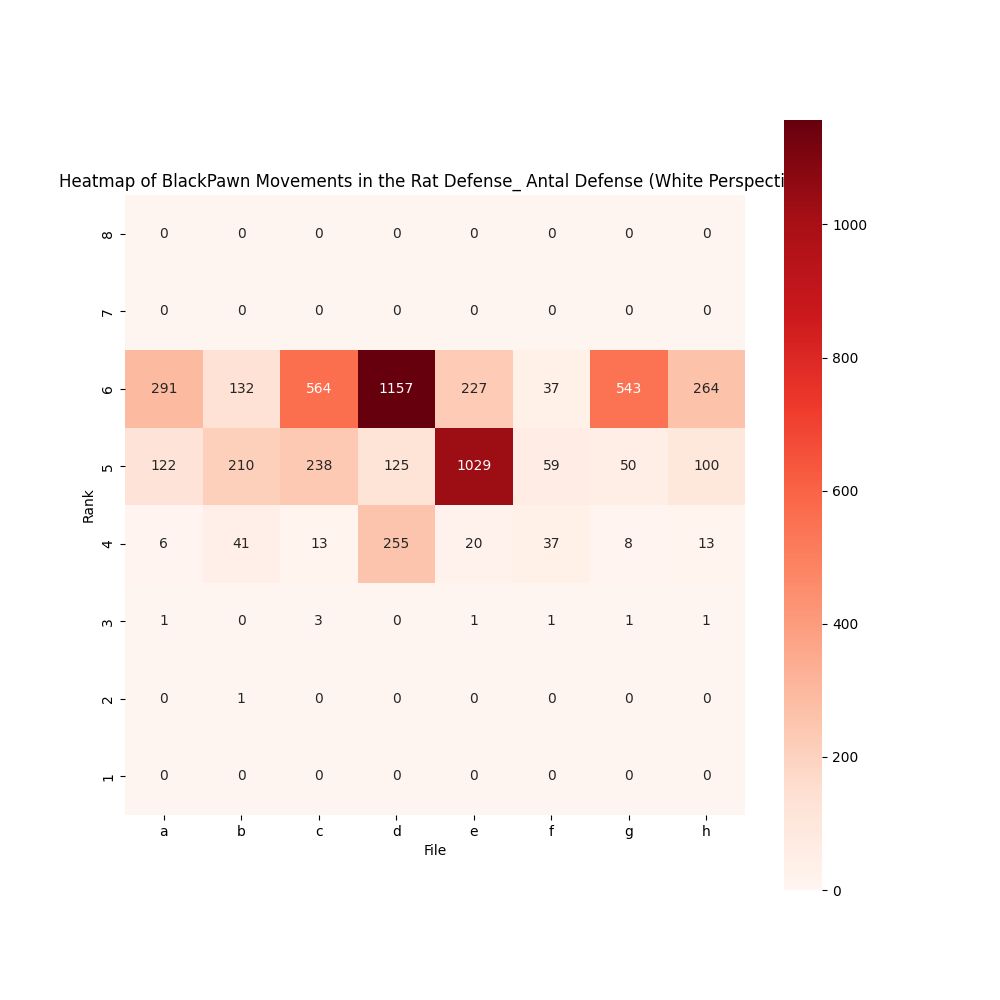 Heatmap of BlackPawn Movements in the Rat Defense_ Antal Defense (White Perspecti
8 0 0 0 0 0 0 0 0
7 0 0 0 0 0 0 0 0
6 291 132 564 1157 227 37 543 264
5 122 210 238 125 1029 59 50 100
4 6 41 13 255 20 37 8 13
3 1 0 3 0 1 1 1 1
2 0 1 0 0 0 0 0 0
1 0 0 0 0 0 0 0 0
a b c d e f g h
Rank
File
1000
800
600
400
200
0